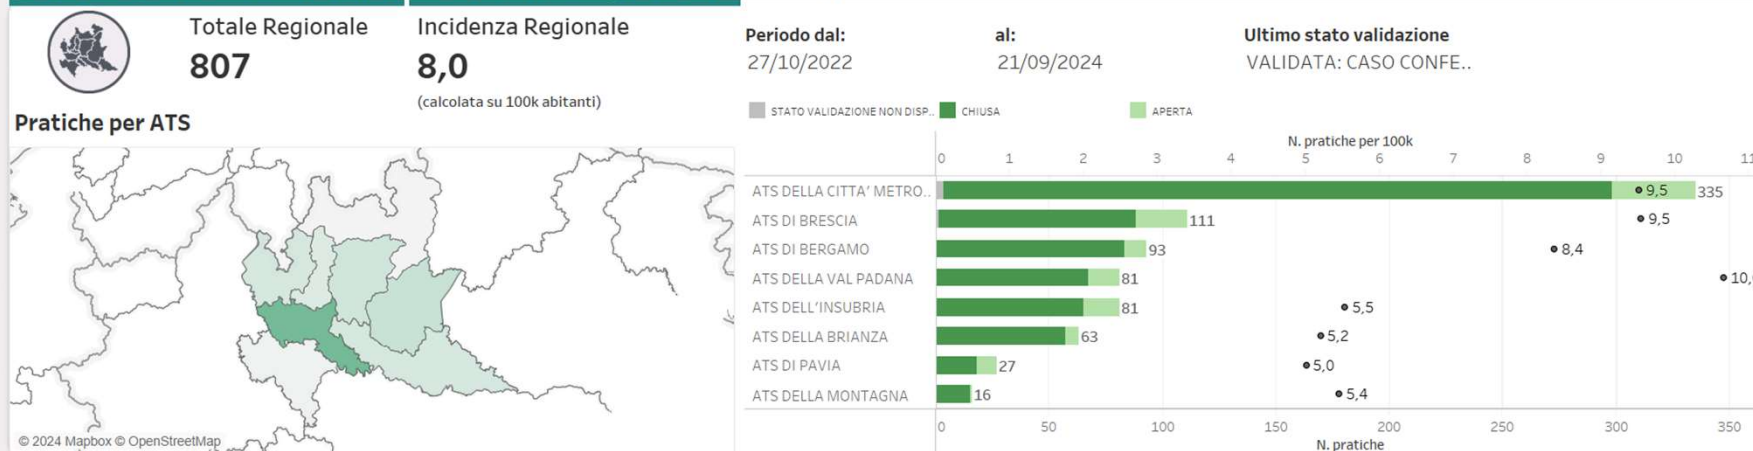 Totale Regionale
807
Incidenza Regionale
8,0
(calcolata su 100k abitanti)
Periodo dal:
27/10/2022
al:
21/09/2024
Ultimo stato validazione
VALIDATA: CASO CONFE..
Pratiche per ATS
STATO VALIDAZIONE NON DISP.. CHIUSA APERTA
N. pratiche per 100k
0 1 2 3 4 5 6 7 8 9 10 11
ATS DELLA CITTA' METRO.. 9,5 335
ATS DI BRESCIA 111 9,5
ATS DI BERGAMO 93 8,4
ATS DELLA VAL PADANA 81 10,
ATS DELL'INSUBRIA 81 5,5
ATS DELLA BRIANZA 63 5,2
ATS DI PAVIA 27 5,0
ATS DELLA MONTAGNA 16 5,4
0 50 100 150 200 250 300 350
N. pratiche
© 2024 Mapbox © OpenStreetMap